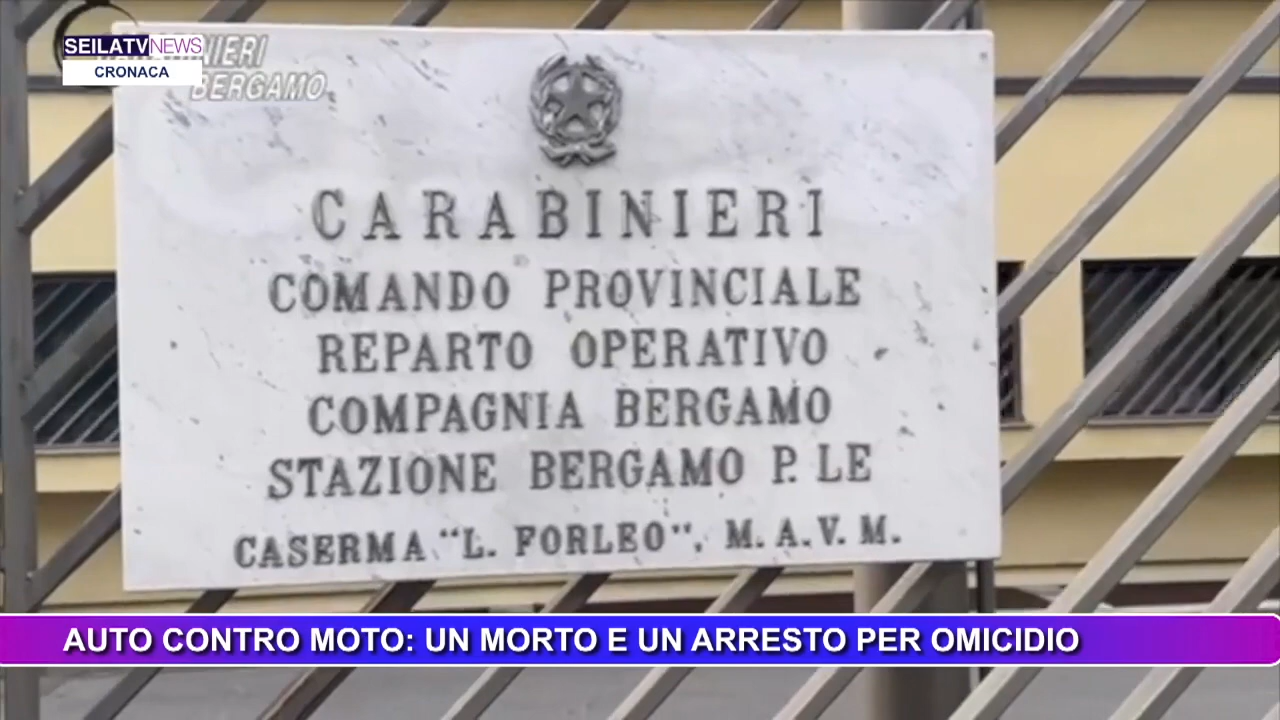 SEILATVNEWS
CRONACA
BERGAMO
CARABINIERI
COMANDO PROVINCIALE
REPARTO OPERATIVO
COMPAGNIA BERGAMO
STAZIONE BERGAMO P. LE
CASERMA "L. FORLEO", M. A. V. M.
AUTO CONTRO MOTO: UN MORTO E UN ARRESTO PER OMICIDIO